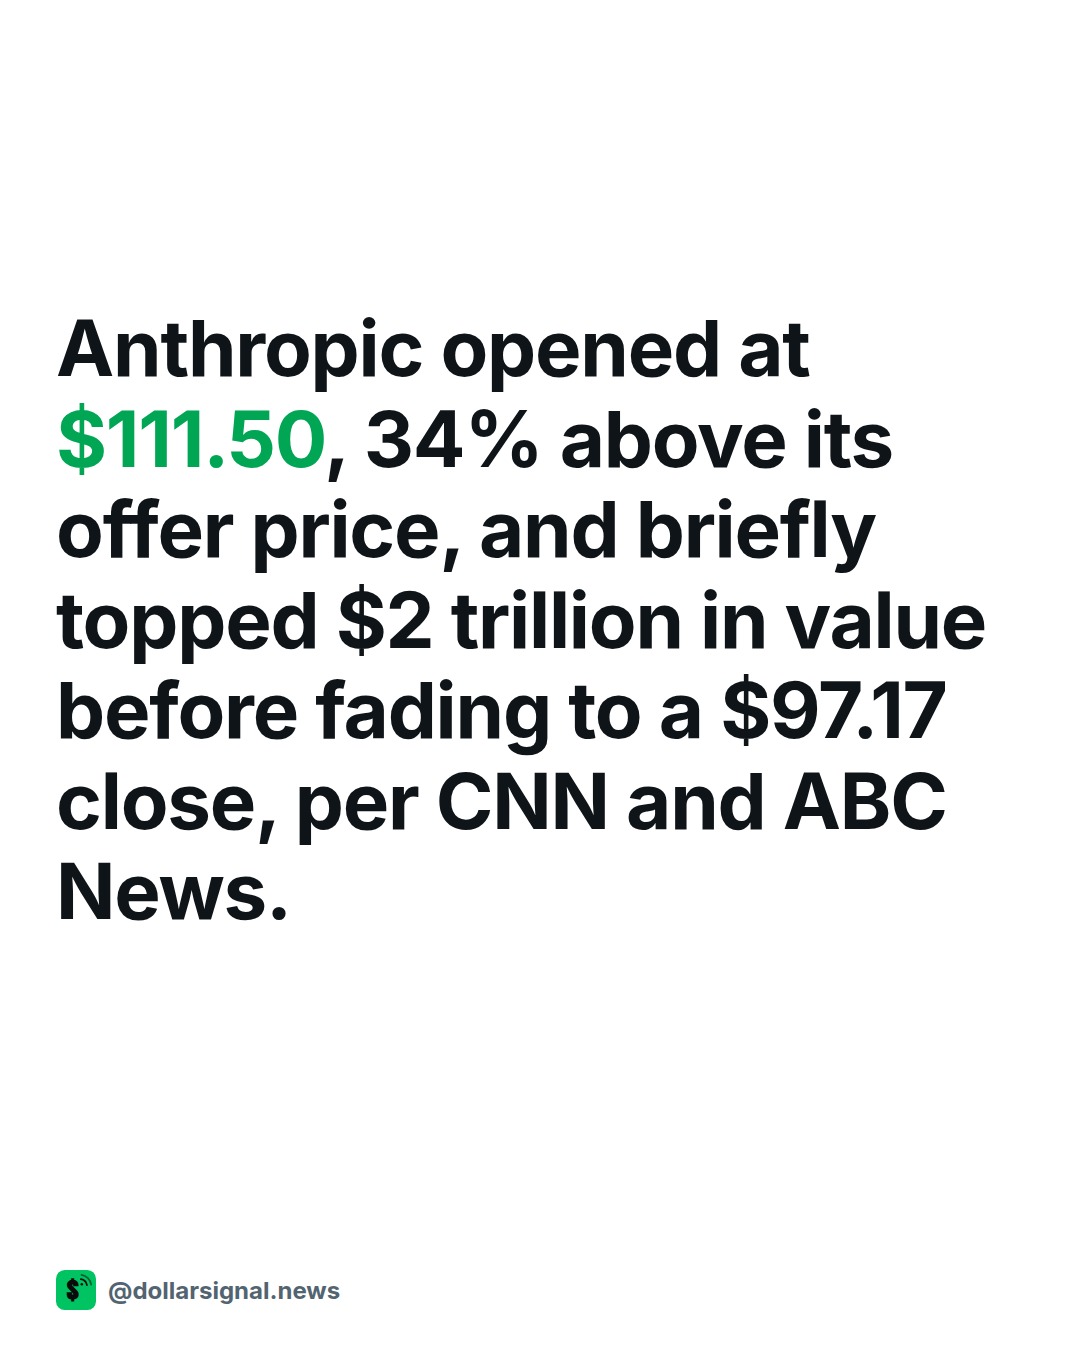 Anthropic opened at
$111.50, 34% above its
offer price, and briefly
topped $2 trillion in value
before fading to a $97.17
close, per CNN and ABC
News.
$
@dollarsignal.news